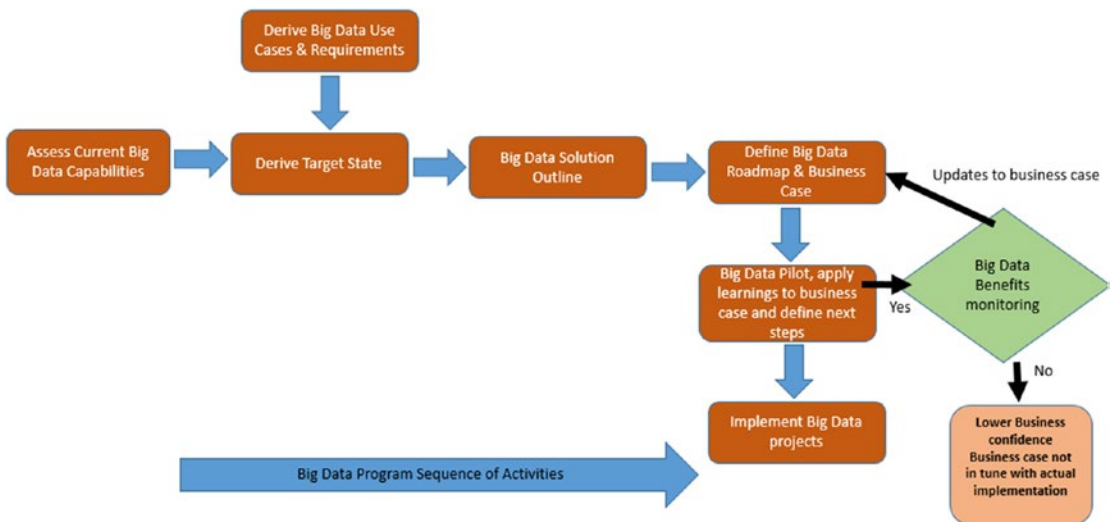 Derive Big Data Use
Cases & Requirements
Assess Current Big
Data Capabilities
Derive Target State
Big Data Solution
Outline
Define Big Data
Roadmap & Business
Case
Updates to business case
Big Data Pilot, apply
learnings to business
case and define next
steps
Yes
Big Data
Benefits
monitoring
No
Implement Big Data
projects
Lower Business
confidence
Business case not
in tune with actual
implementation
Big Data Program Sequence of Activities